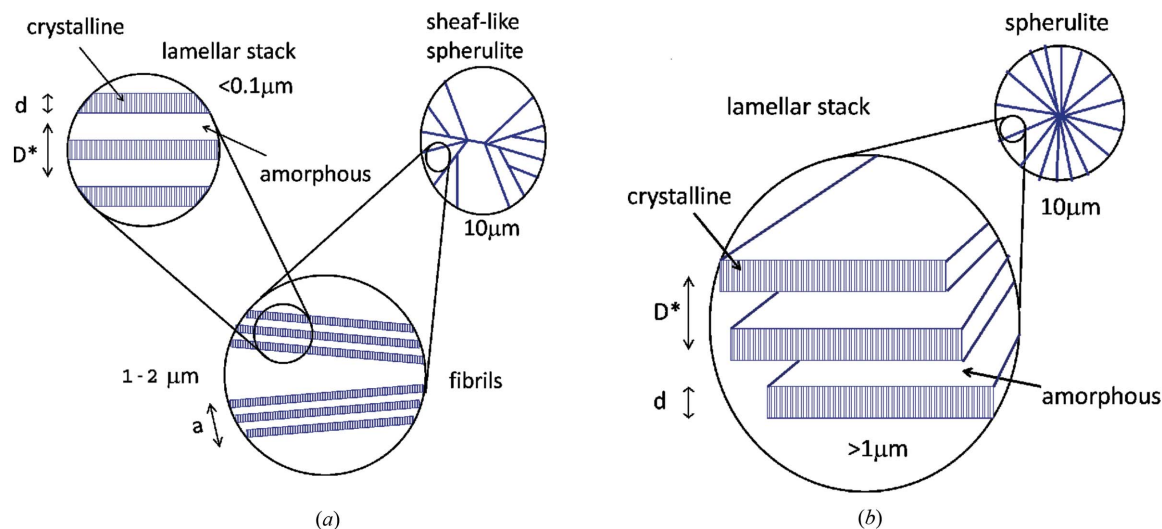 crystalline
lamellar stack
<0.1μm
d
D*
amorphous
sheaf-like
spherulite
10μm
1-2 μm
a
fibrils
(a)
spherulite
lamellar stack
10μm
crystalline
D*
d
amorphous
>1μm
(b)